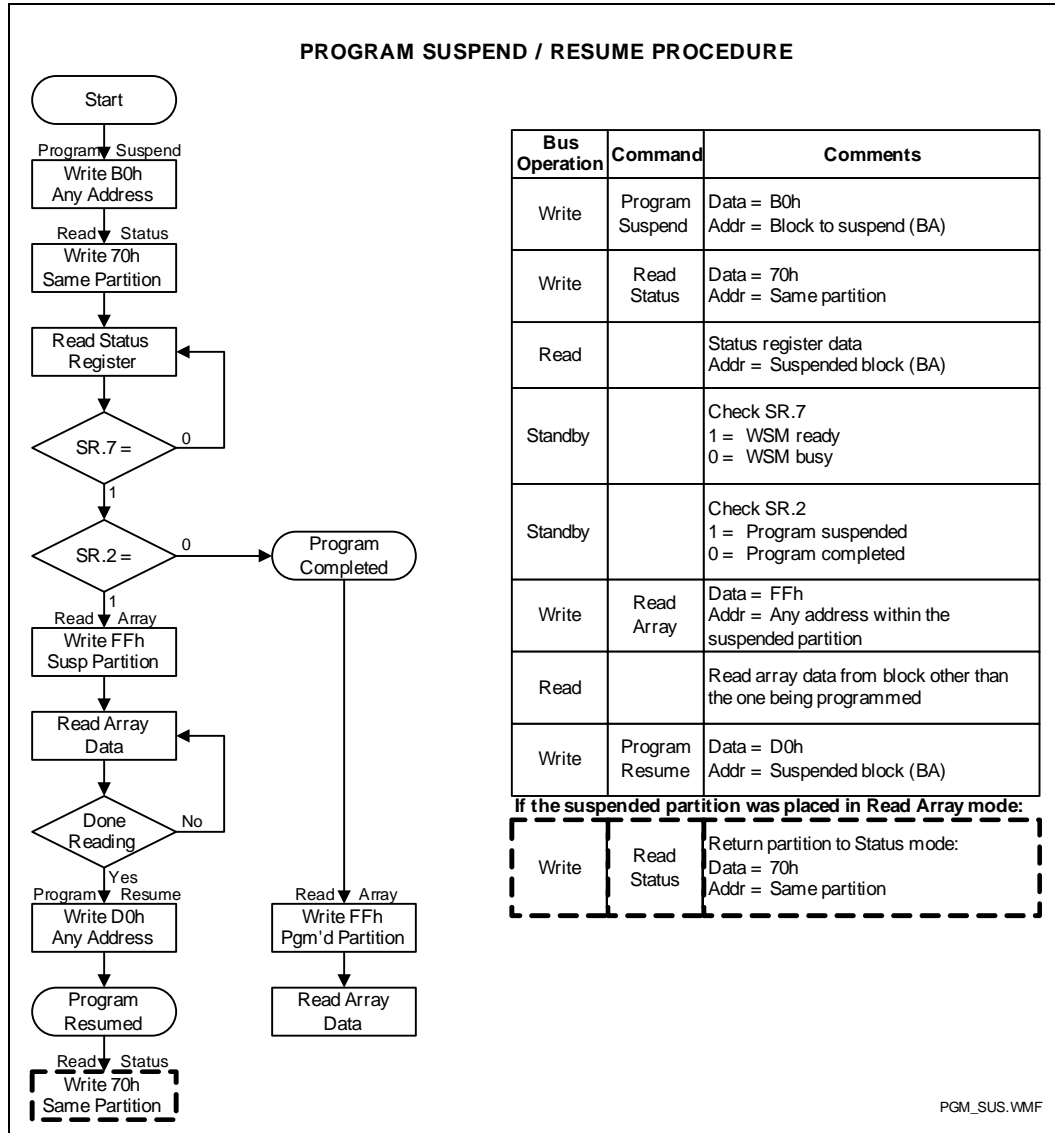 PROGRAM SUSPEND / RESUME PROCEDURE
Start
Program Suspend
Write B0h
Any Address
Read Status
Write 70h
Same Partition
Read Status
Register
SR.7 =
0
1
SR.2 =
0
1
Program
Completed
Read Array
Write FFh
Susp Partition
Read Array
Data
Done
Reading
No
Yes
Program Resume
Write D0h
Any Address
Program
Resumed
Read Status
Write 70h
Same Partition
Read Array
Write FFh
Pgm'd Partition
Read Array
Data
Bus
Operation
Command
Comments
Write
Program
Suspend
Data = B0h
Addr = Block to suspend (BA)
Write
Read
Status
Data = 70h
Addr = Same partition
Read
Status register data
Addr = Suspended block (BA)
Standby
Check SR.7
1 = WSM ready
0 = WSM busy
Standby
Check SR.2
1 = Program suspended
0 = Program completed
Write
Read
Array
Data = FFh
Addr = Any address within the
suspended partition
Read
Read array data from block other than
the one being programmed
Write
Program
Resume
Data = D0h
Addr = Suspended block (BA)
If the suspended partition was placed in Read Array mode:
Write
Read
Status
Return partition to Status mode:
Data = 70h
Addr = Same partition
PGM_SUS.WMF